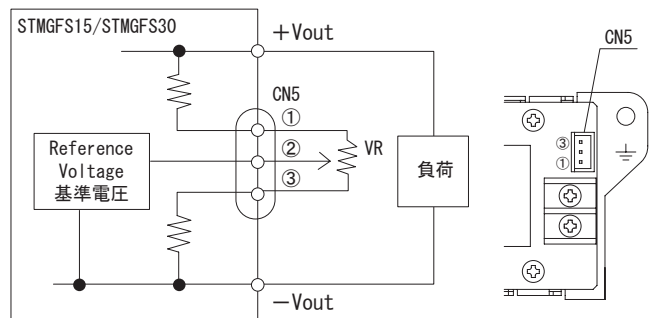 STMGFS15/STMGFS30
+Vout
CN5
①
②
③
VR
Reference
Voltage
基準電圧
負荷
−Vout
CN5
③
①